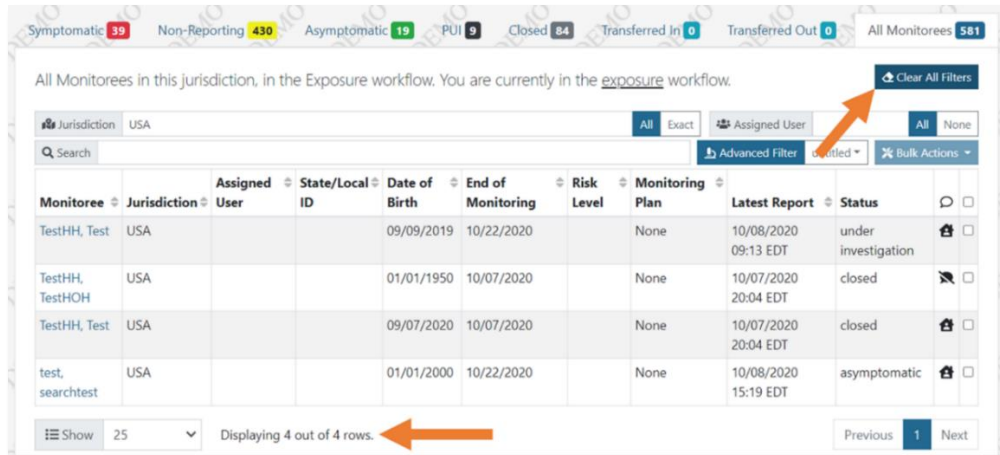 Symptomatic 39 Non-Reporting 430 Asymptomatic 19 PUI 9 Closed 84 Transferred In 0 Transferred Out 0 All Monitorees 581
All Monitorees in this jurisdiction, in the Exposure workflow. You are currently in the exposure workflow.
Clear All Filters
Jurisdiction USA All Exact Assigned User All None
Search Advanced Filter Bulk Actions
Monitoree Jurisdiction Assigned User State/Local ID Date of Birth End of Monitoring Risk Level Monitoring Plan Latest Report Status
TestHH, Test USA 09/09/2019 10/22/2020 None 10/08/2020 09:13 EDT under investigation
TestHH, TestHOH USA 01/01/1950 10/07/2020 None 10/07/2020 20:04 EDT closed
TestHH, Test USA 09/07/2020 10/07/2020 None 10/07/2020 20:04 EDT closed
test, searchtest USA 01/01/2000 10/22/2020 None 10/08/2020 15:19 EDT asymptomatic
Show 25 Displaying 4 out of 4 rows. Previous 1 Next